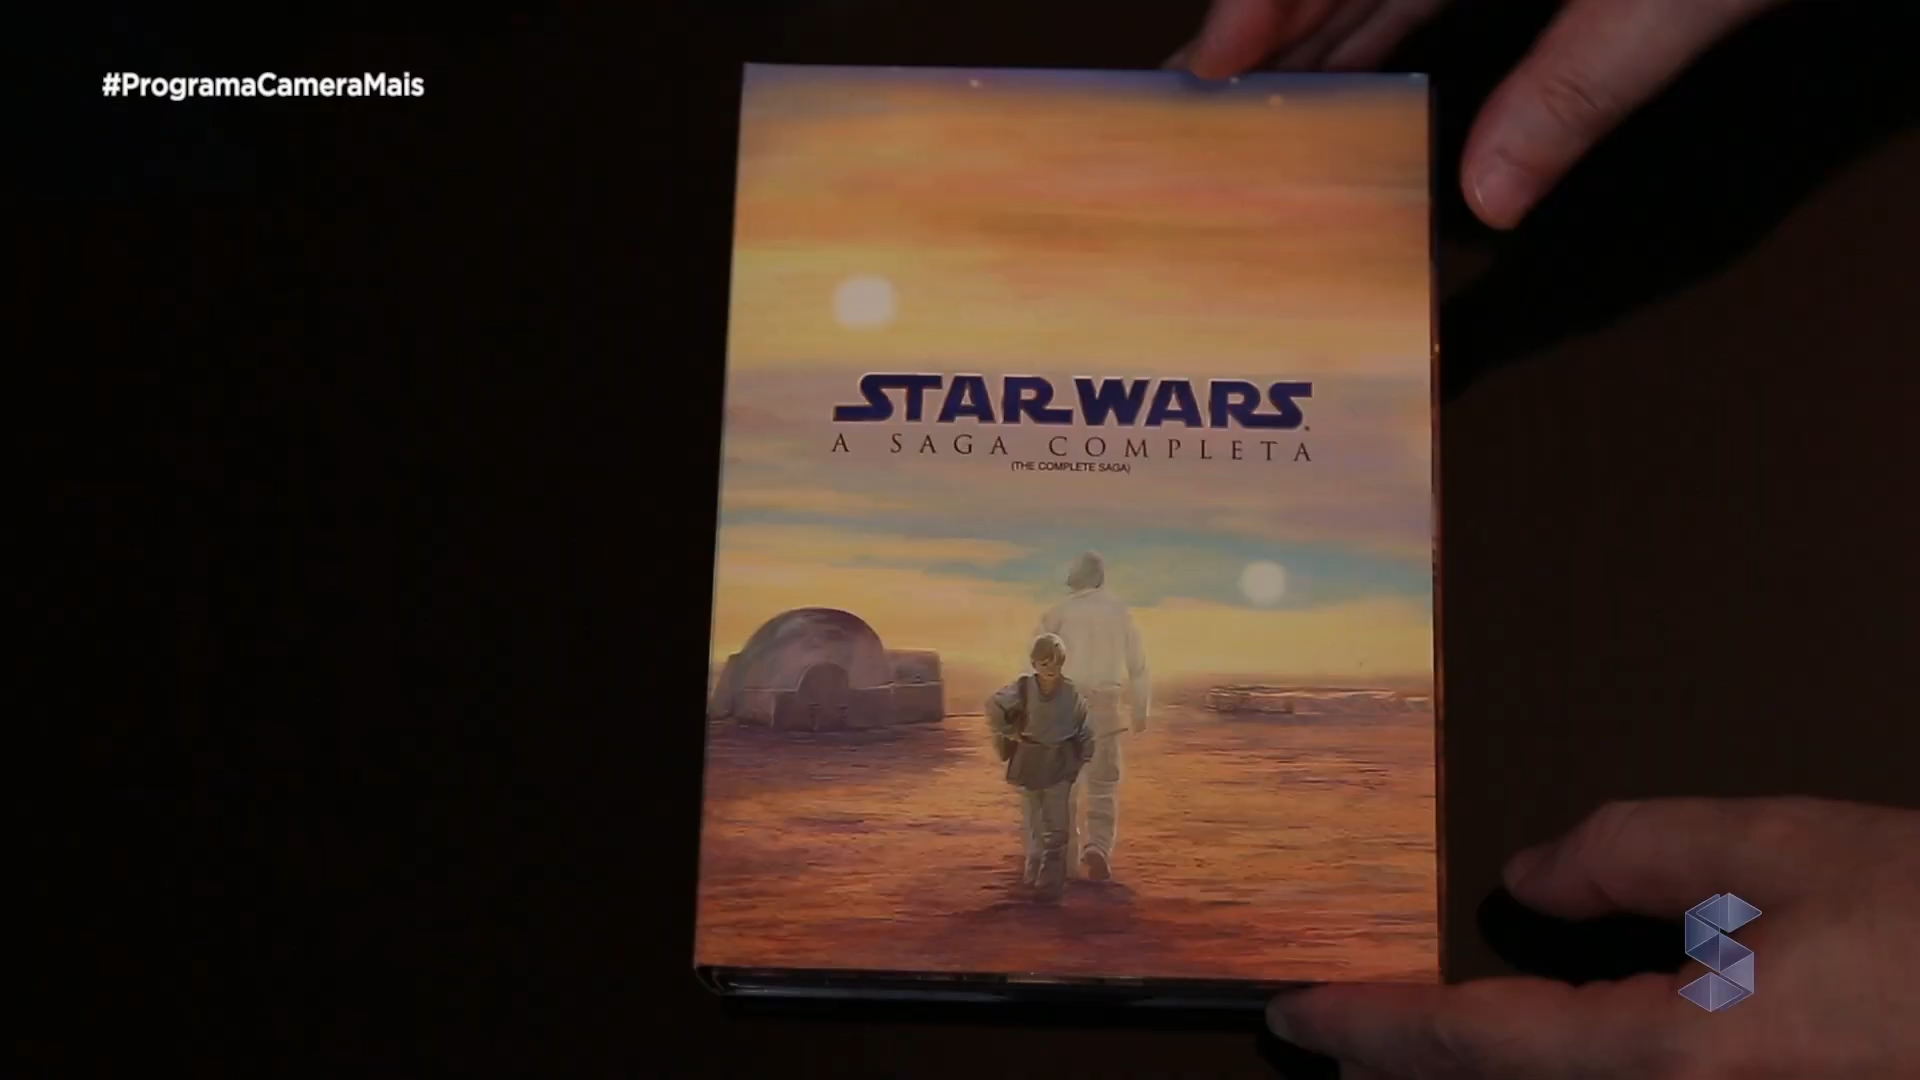 #ProgramaCameraMais
STAR WARS.
A SAGA COMPLETA
(THE COMPLETE SAGA)